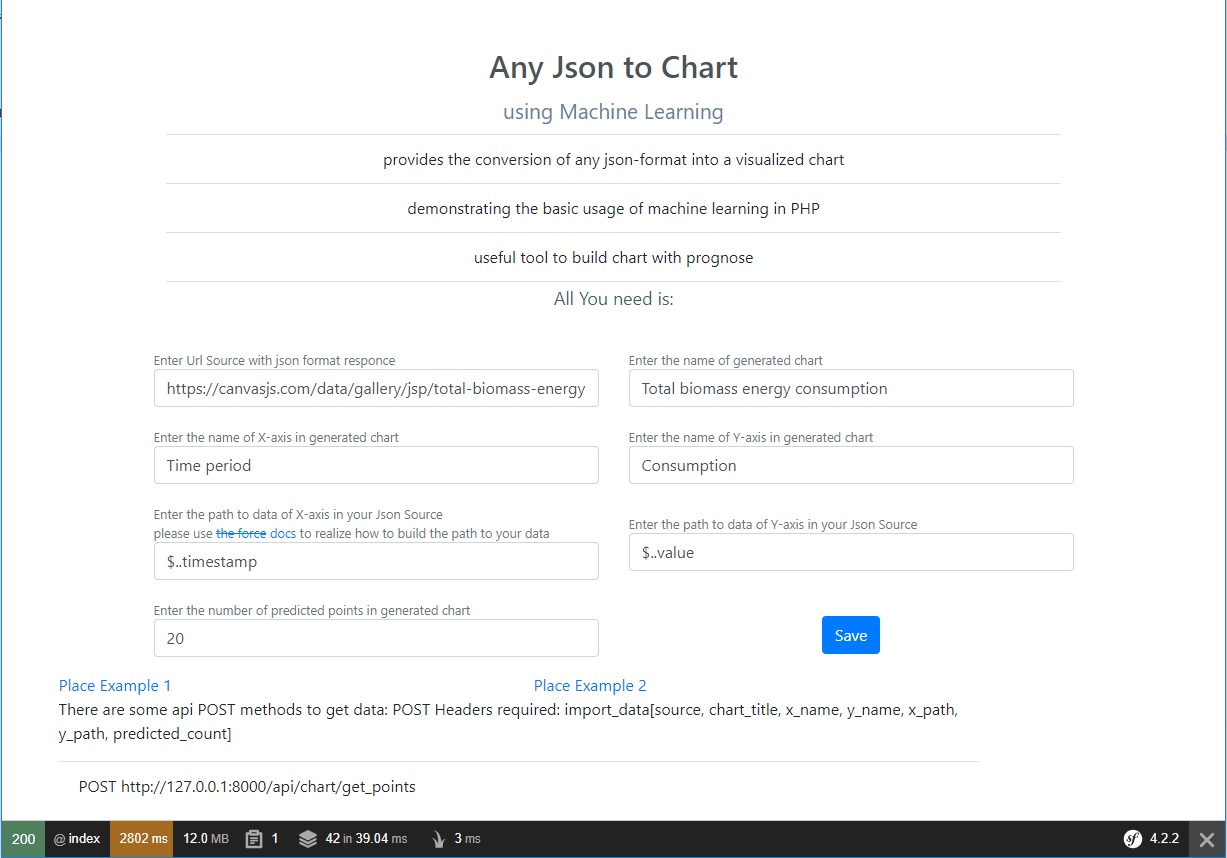 Any Json to Chart
using Machine Learning
provides the conversion of any json-format into a visualized chart
demonstrating the basic usage of machine learning in PHP
useful tool to build chart with prognose
All You need is:
Enter Url Source with json format responce
https://canvasjs.com/data/gallery/jsp/total-biomass-energy
Enter the name of generated chart
Total biomass energy consumption
Enter the name of X-axis in generated chart
Time period
Enter the name of Y-axis in generated chart
Consumption
Enter the path to data of X-axis in your Json Source
please use the force docs to realize how to build the path to your data
$..timestamp
Enter the path to data of Y-axis in your Json Source
$..value
Enter the number of predicted points in generated chart
20
Save
Place Example 1
Place Example 2
There are some api POST methods to get data: POST Headers required: import_data[source, chart_title, x_name, y_name, x_path,
y_path, predicted_count]
POST http://127.0.0.1:8000/api/chart/get_points
200 @ index 2802 ms 12.0 MB 1 42 in 39.04 ms 3 ms sf 4.2.2